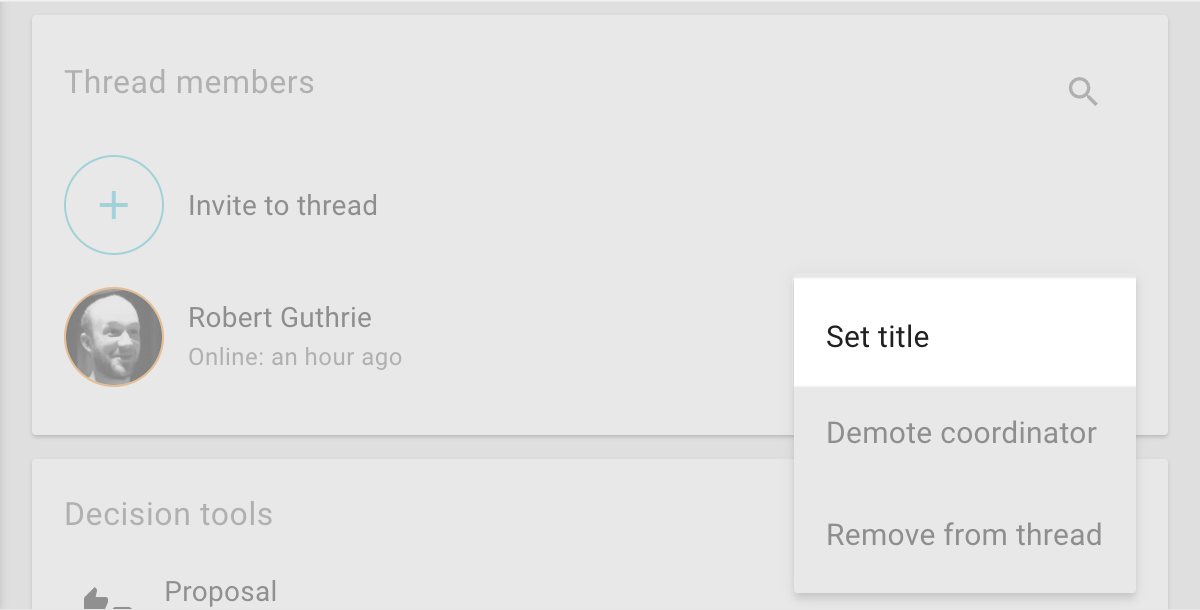 Thread members
Invite to thread
Robert Guthrie
Online: an hour ago
Set title
Demote coordinator
Remove from thread
Decision tools
Proposal